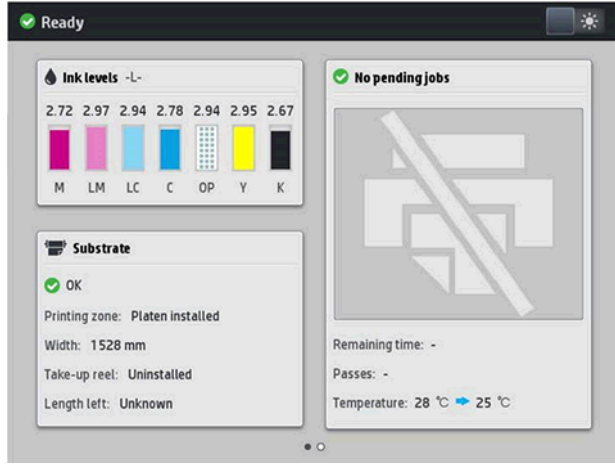 Ready
Ink levels -L-
2.72 2.97 2.94 2.78 2.94 2.95 2.67
M LM LC C OP Y K
Substrate
OK
Printing zone: Platen installed
Width: 1528 mm
Take-up reel: Uninstalled
Length left: Unknown
No pending jobs
Remaining time: -
Passes: -
Temperature: 28 °C ➡ 25 °C